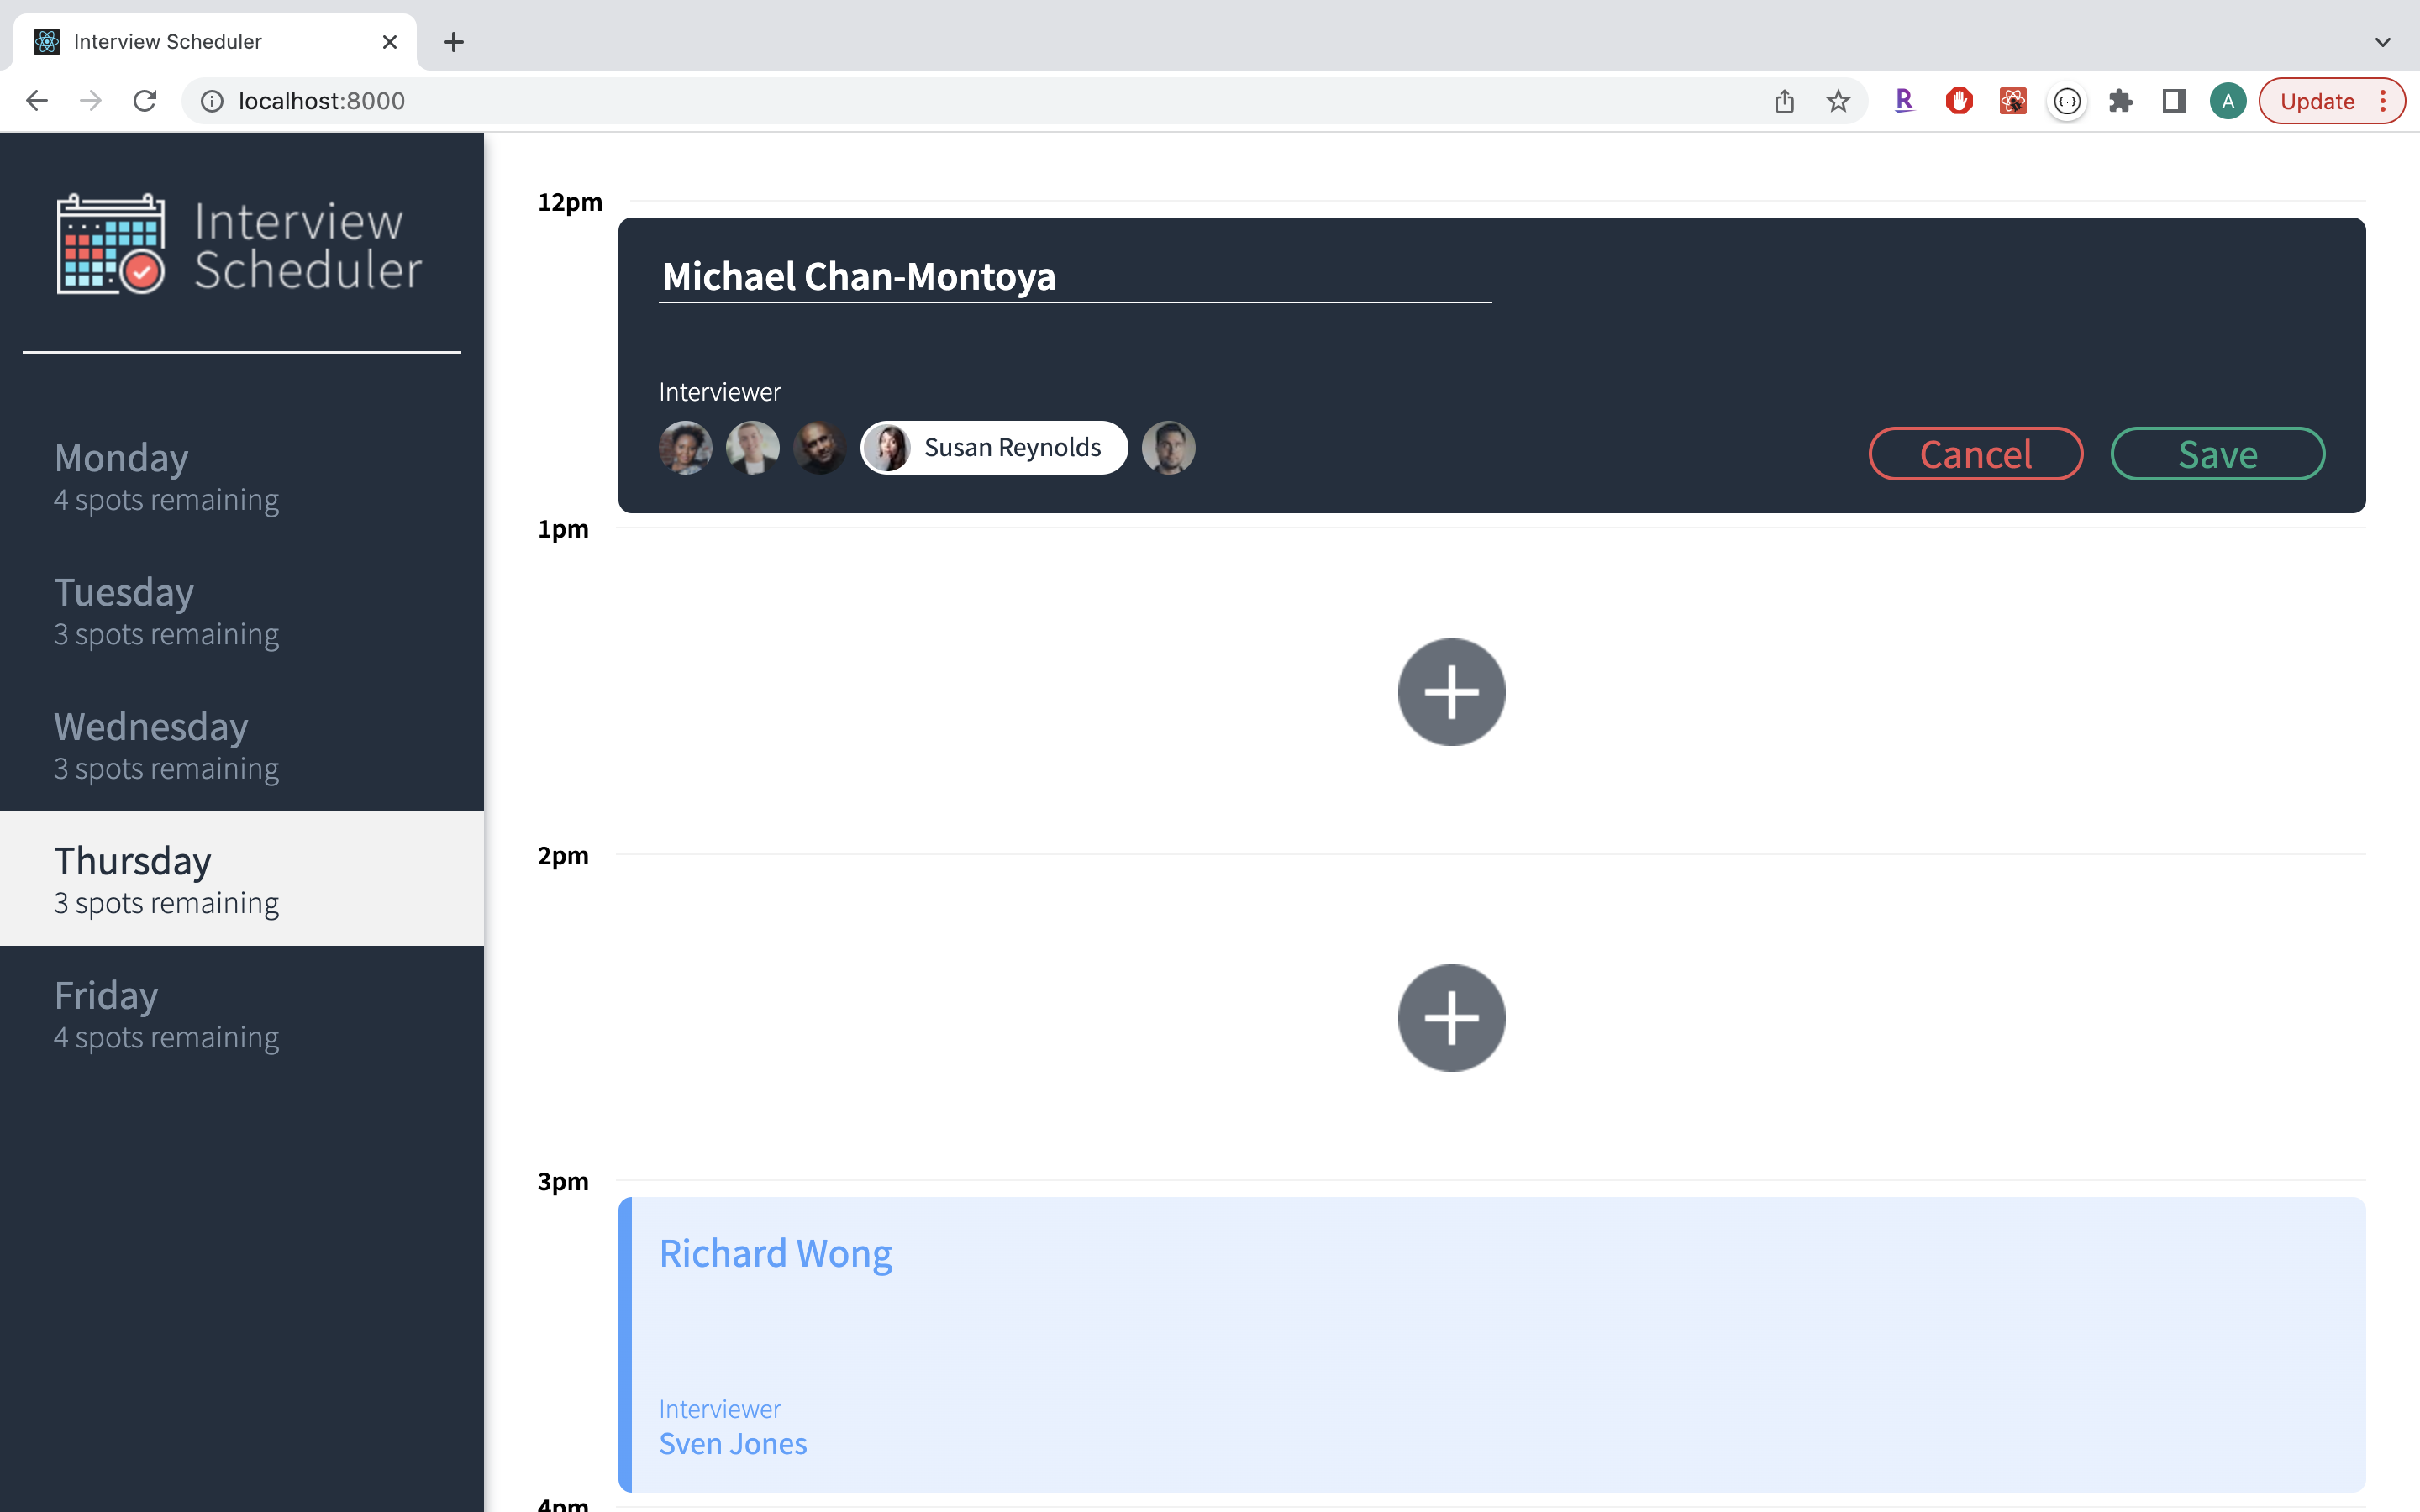 Interview Scheduler
localhost:8000
R
{...}
A
Update
Interview
Scheduler
Monday
4 spots remaining
Tuesday
3 spots remaining
Wednesday
3 spots remaining
Thursday
3 spots remaining
Friday
4 spots remaining
12pm
Michael Chan-Montoya
Interviewer
Susan Reynolds
Cancel
Save
1pm
2pm
3pm
Richard Wong
Interviewer
Sven Jones
4pm